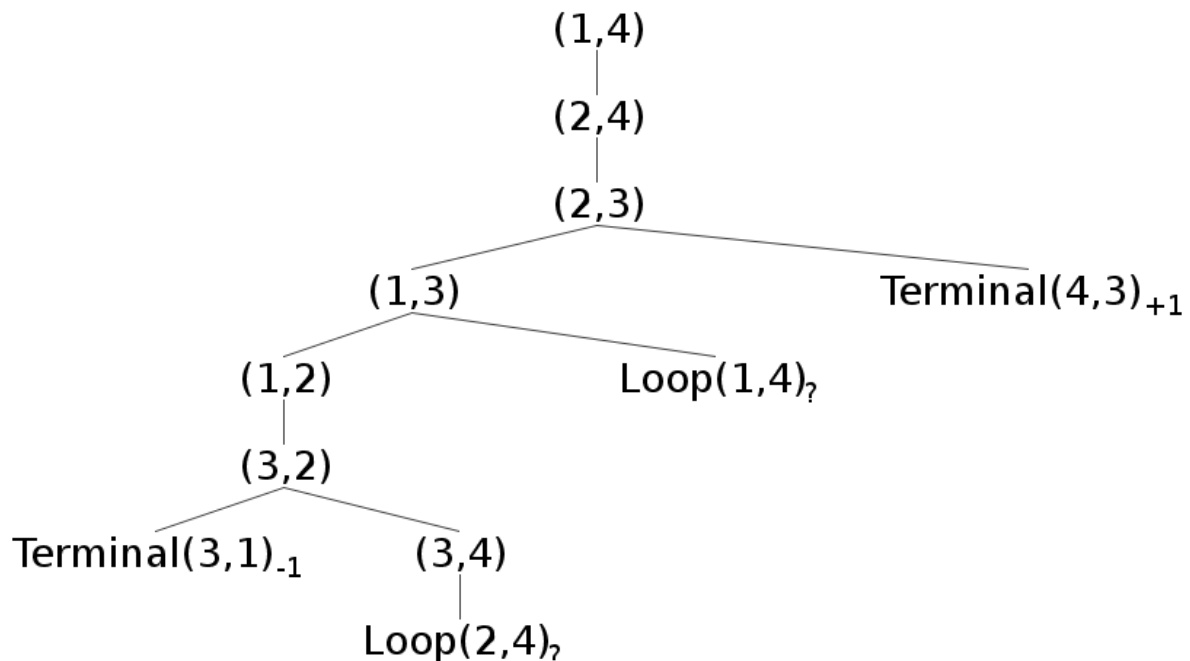 (1,4)
(2,4)
(2,3)
(1,3) Terminal(4,3)+1
(1,2) Loop(1,4)?
(3,2)
Terminal(3,1)-1 (3,4)
Loop(2,4)?